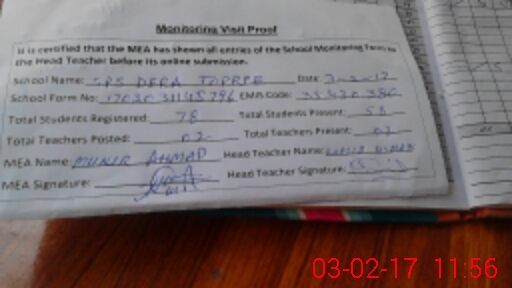 Monitoring Visit Proof
It is certified that the MEA has shown all entries of the School Monitoring Form to
the Head Teacher before its online submission.
School Name: GPS DERA Date: 3-2-17
School Form No: EMIS Code:
Total Students Registered: 78 Total Students Present: 58
Total Teachers Posted: 02 Total Teachers Present: 02
MEA Name: MUNIR AHMAD Head Teacher Name:
MEA Signature: Head Teacher Signature:
03-02-17 11:56